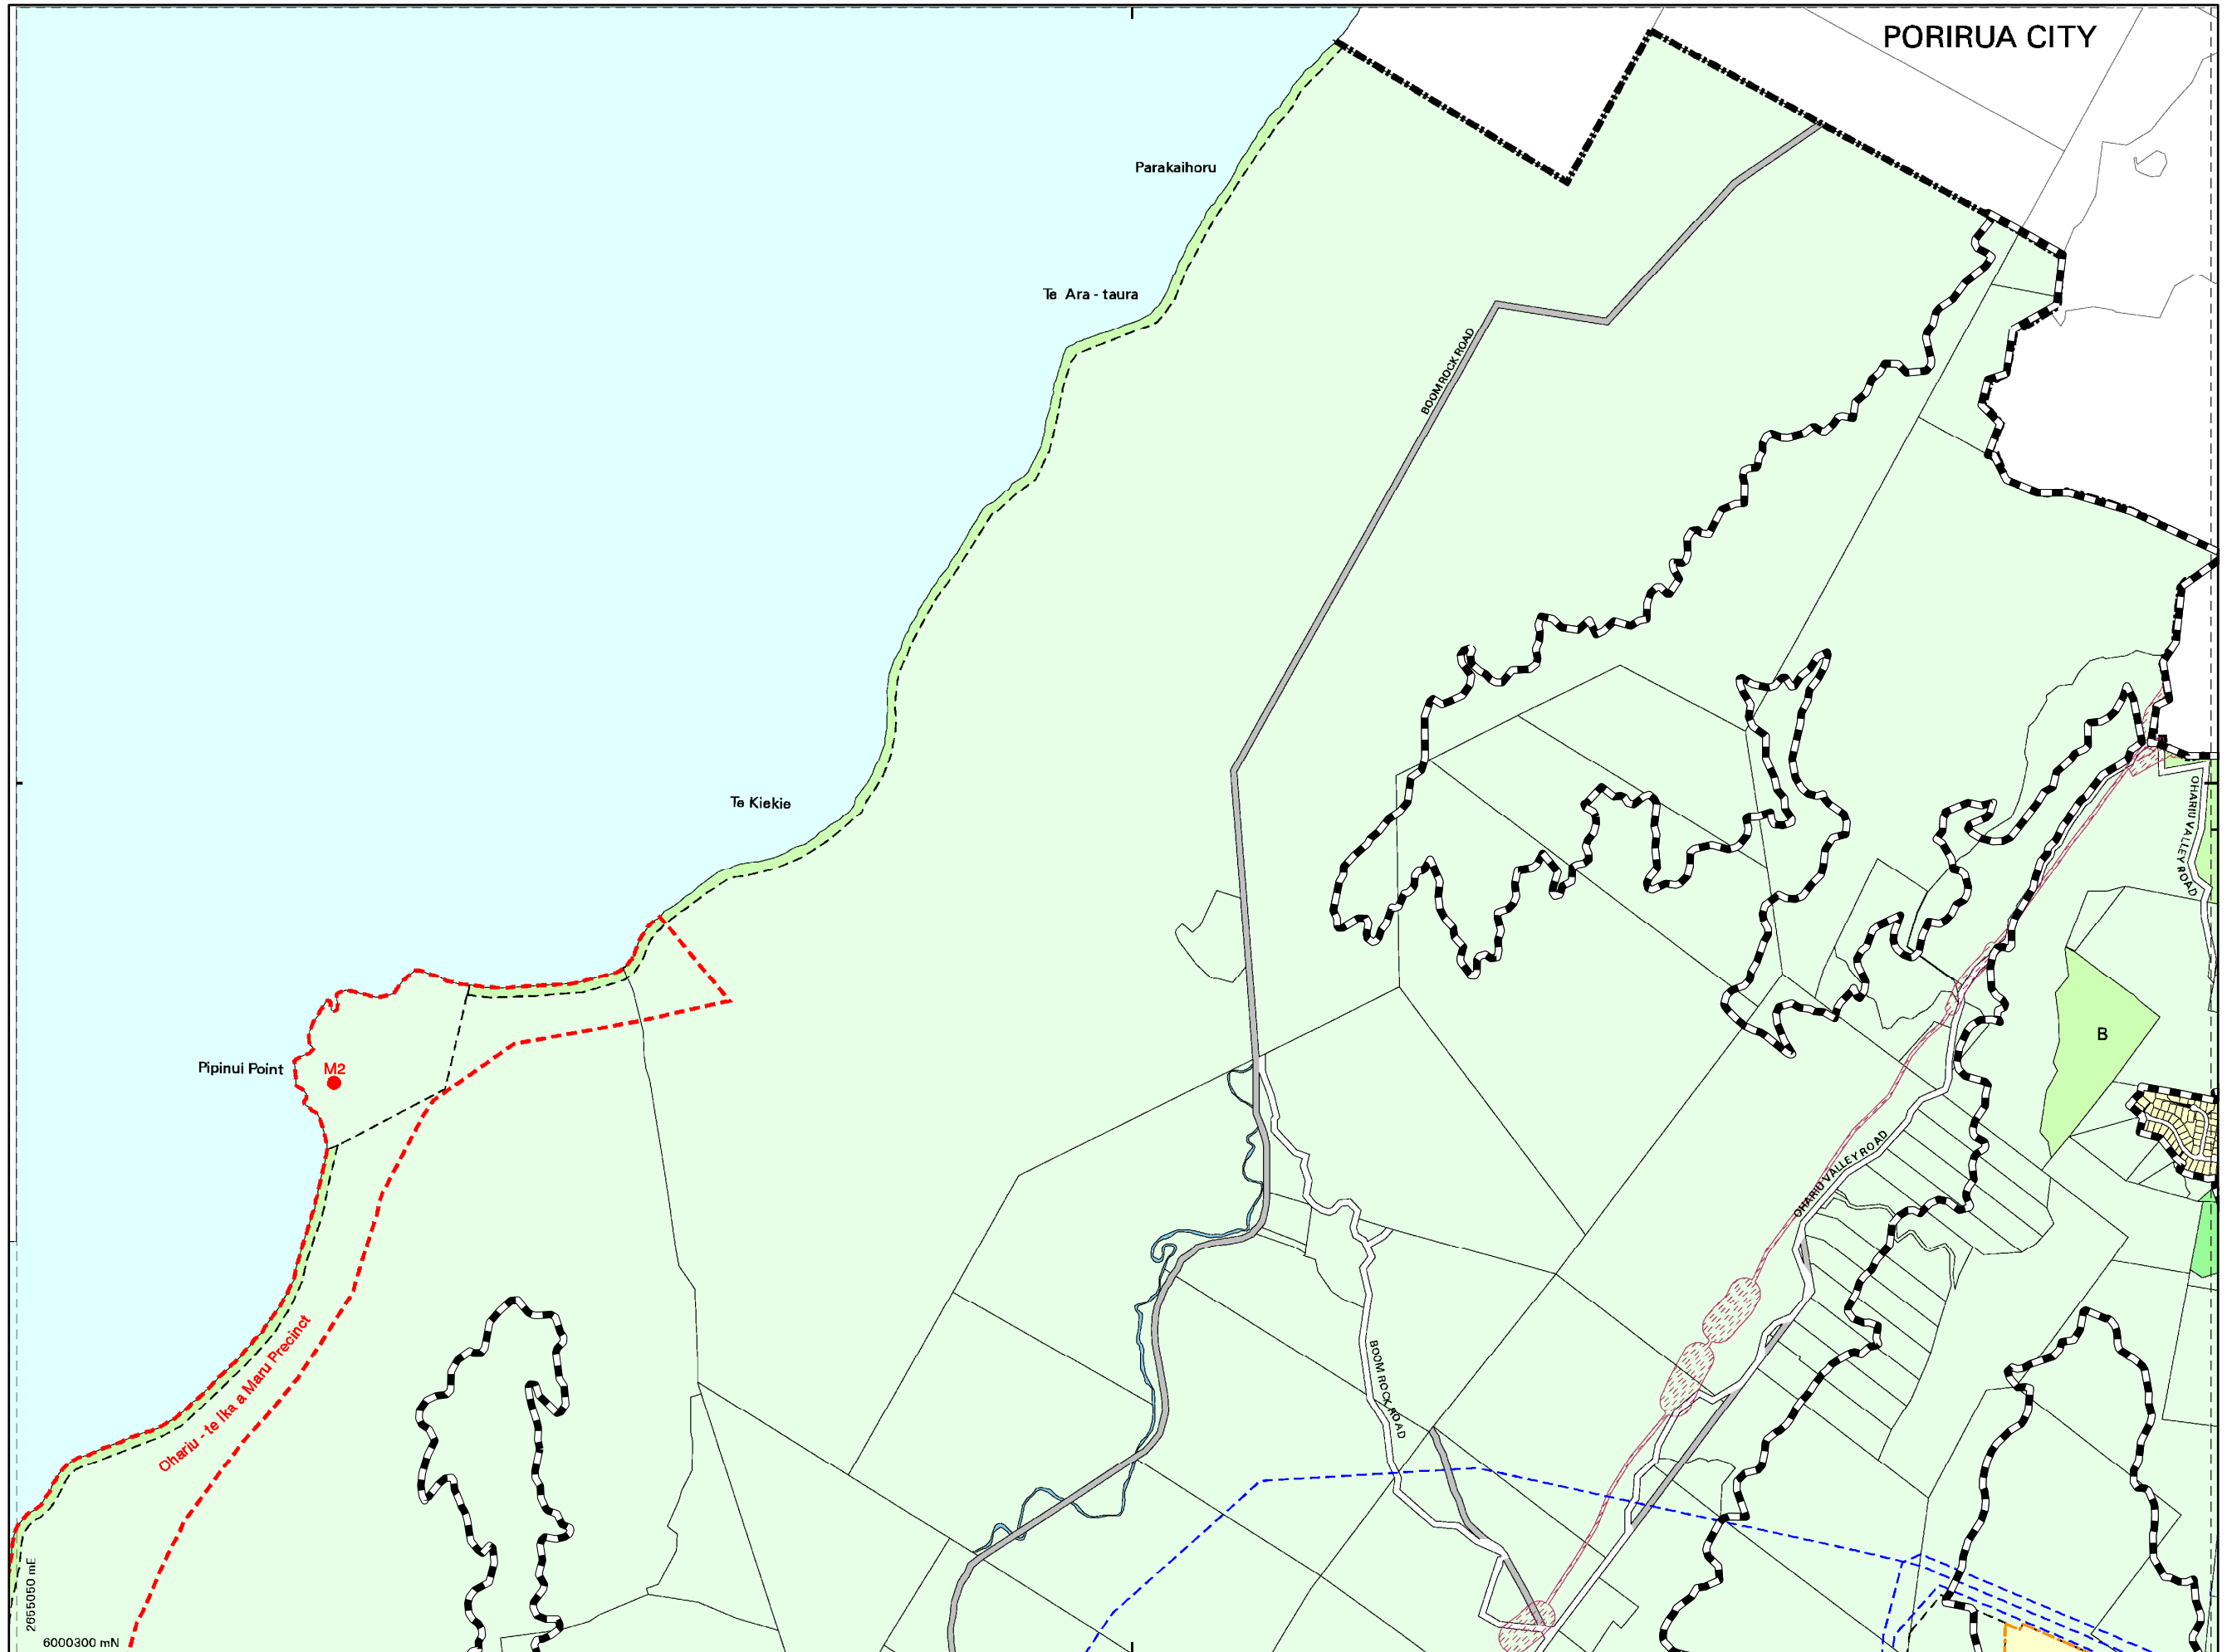 PORIRUA CITY
Parakaihoru
Te Ara - taura
BOOM ROCK ROAD
Te Kiekie
OHARIU VALLEY ROAD
B
Pipinui Point
M2
OHARIU VALLEY ROAD
Ohariu - te Ika a Maru Precinct
BOOM ROCK ROAD
2655050 mE
6000300 mN